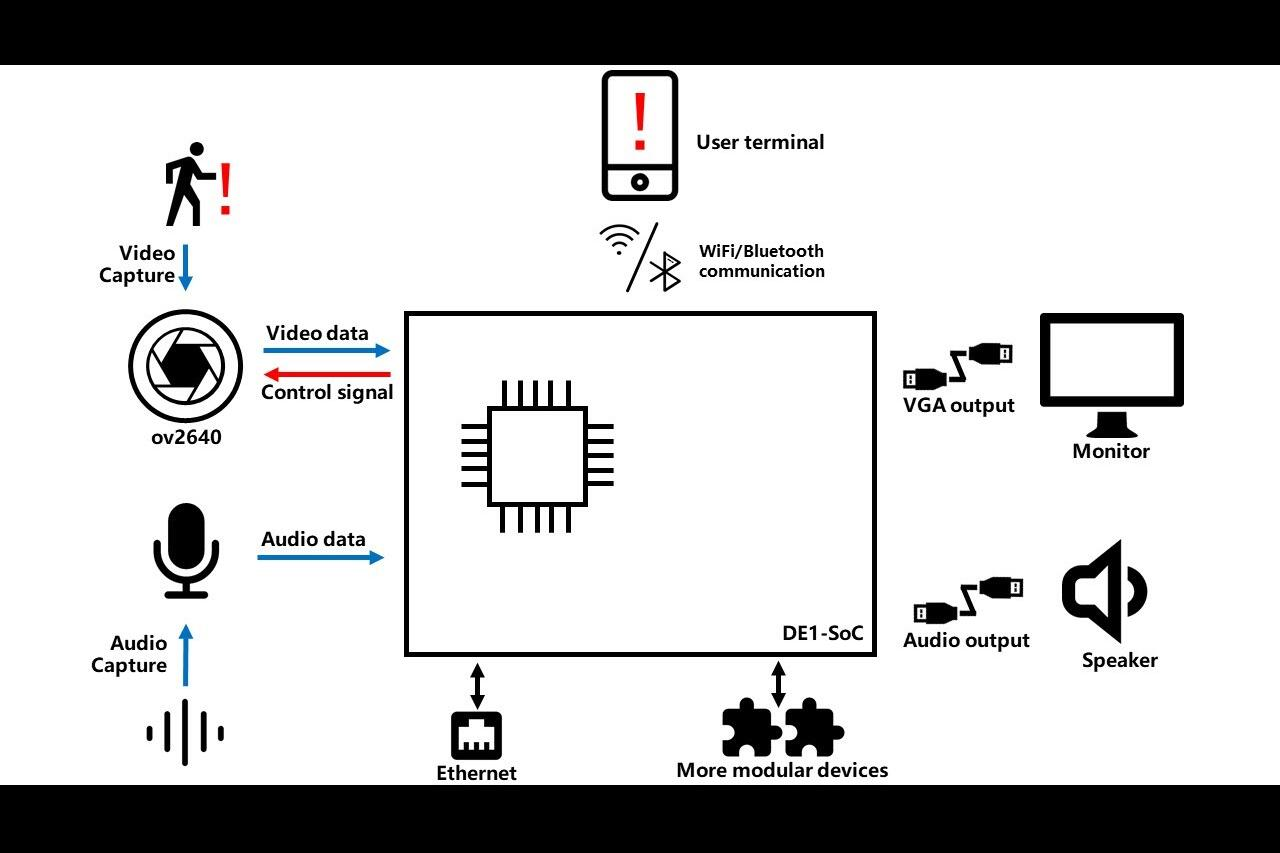 User terminal
WiFi/Bluetooth
communication
Video
Capture
Video data
Control signal
ov2640
VGA output
Monitor
Audio data
DE1-SoC
Audio output
Speaker
Audio
Capture
Ethernet
More modular devices